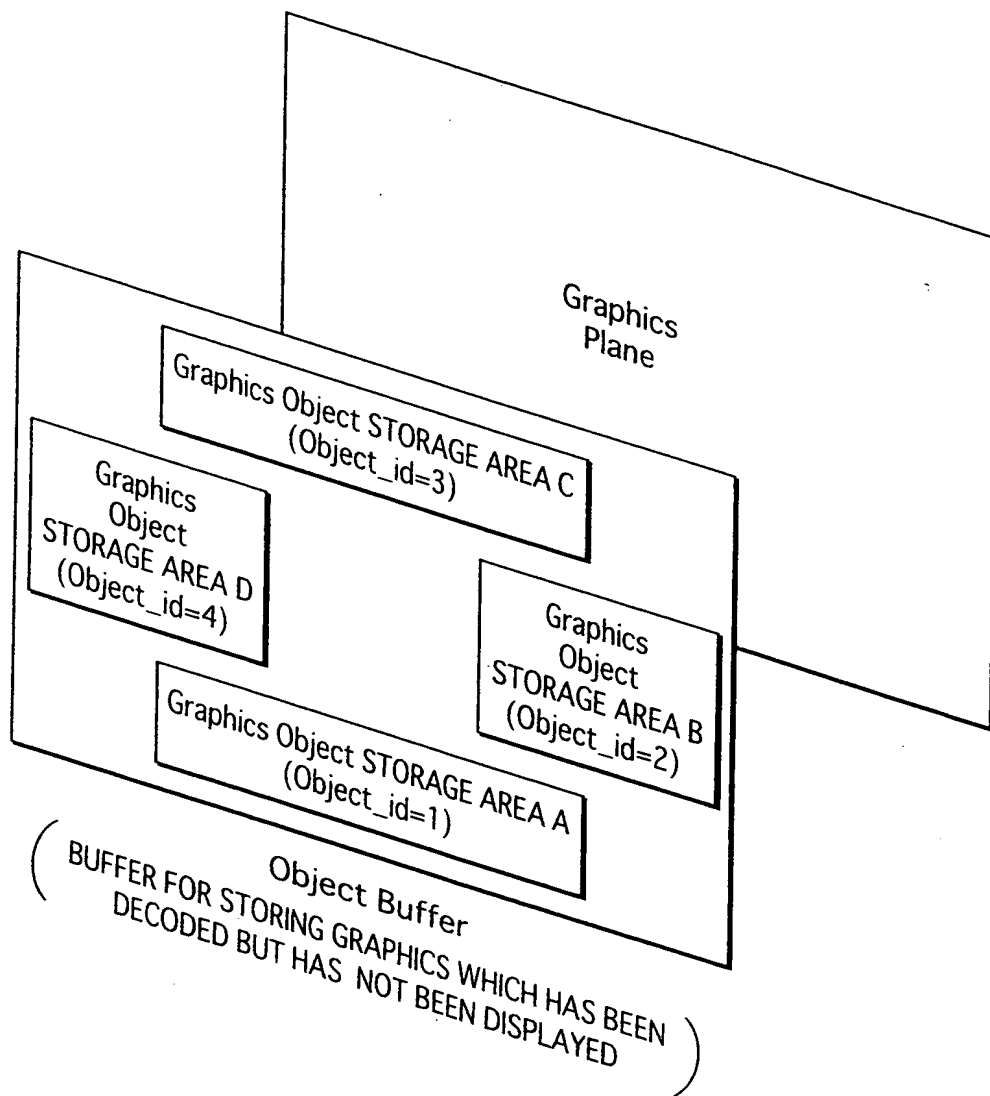 Graphics
Plane
Graphics Object STORAGE AREA C
(Object_id=3)
Graphics
Object
STORAGE AREA D
(Object_id=4)
Graphics
Object
STORAGE AREA B
(Object_id=2)
Graphics Object STORAGE AREA A
(Object_id=1)
Object Buffer
( BUFFER FOR STORING GRAPHICS WHICH HAS BEEN
DECODED BUT HAS NOT BEEN DISPLAYED )